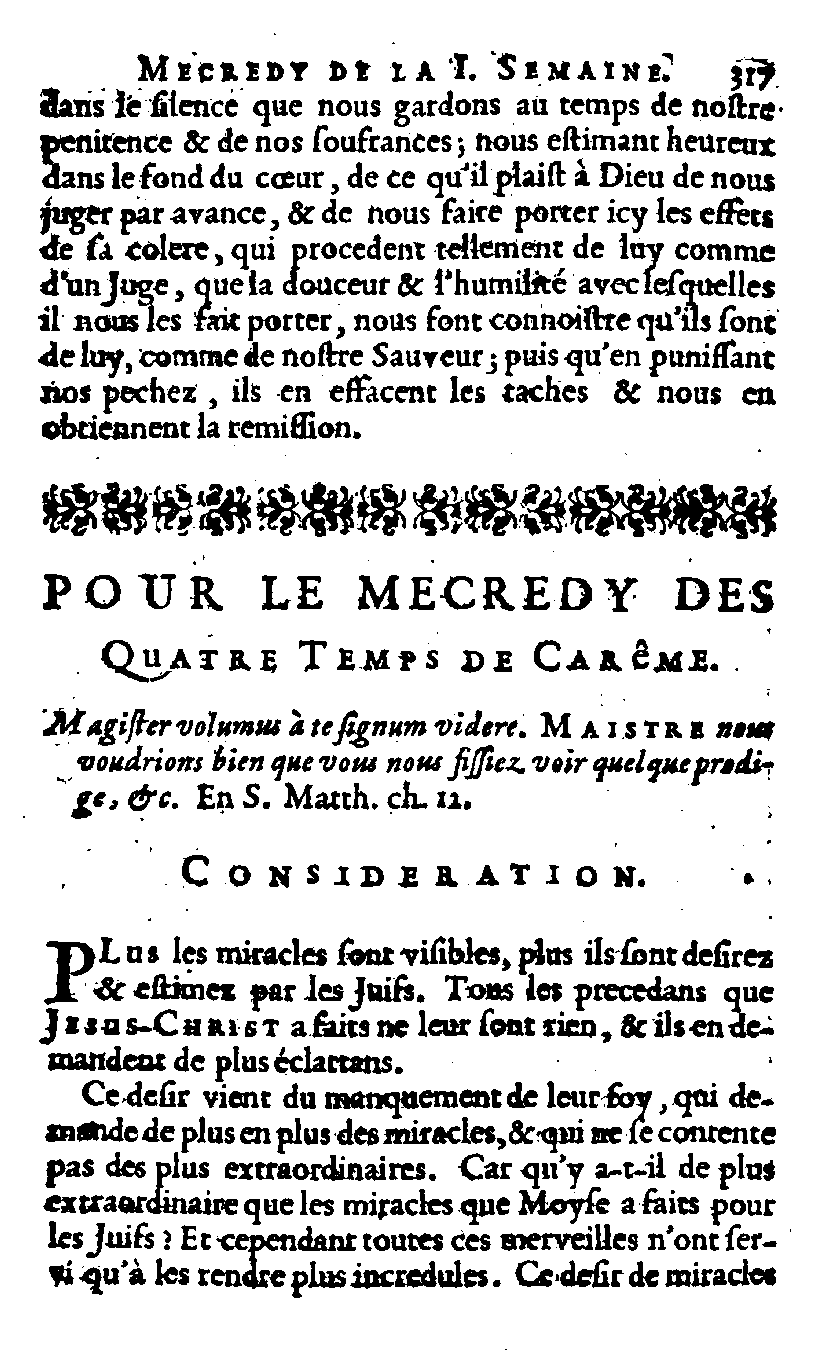 MECREDY DE LA I. SEMAINE. 317
dans le ſilence que nous gardons au temps de noſtre
penitence & de nos ſoufrances; nous eſtimant heureux
dans le fond du cœur, de ce qu'il plaiſt à Dieu de nous
juger par avance, & de nous faire porter icy les effets
de ſa colere, qui procedent tellement de luy comme
d'un Juge, que la douceur & l'humilité avec leſquelles
il nous les fait porter, nous font connoiſtre qu'ils ſont
de luy, comme de noſtre Sauveur; puis qu'en puniſſant
nos pechez, ils en effacent les taches & nous en
obtiennent la remiſſion.
POUR LE MECREDY DES
QUATRE TEMPS DE CARêME.
Magiſter volumus à te ſignum videre. MAISTRE nous
voudrions bien que vous nous fiſſiez voir quelque prodi-
ge, &c. En S. Matth. ch. 12.
CONSIDERATION.
PLus les miracles ſont viſibles, plus ils ſont deſirez
& eſtimez par les Juifs. Tous les precedans que
JESUS-CHRIST a faits ne leur ſont rien, & ils en de-
mandent de plus éclattans.
Ce deſir vient du manquement de leur foy, qui de-
mande de plus en plus des miracles, & qui ne ſe contente
pas des plus extraordinaires. Car qu'y a-t-il de plus
extraordinaire que les miracles que Moyſe a faits pour
les Juifs? Et cependant toutes ces merveilles n'ont ſer-
vi qu'à les rendre plus incredules. Ce deſir de miracles